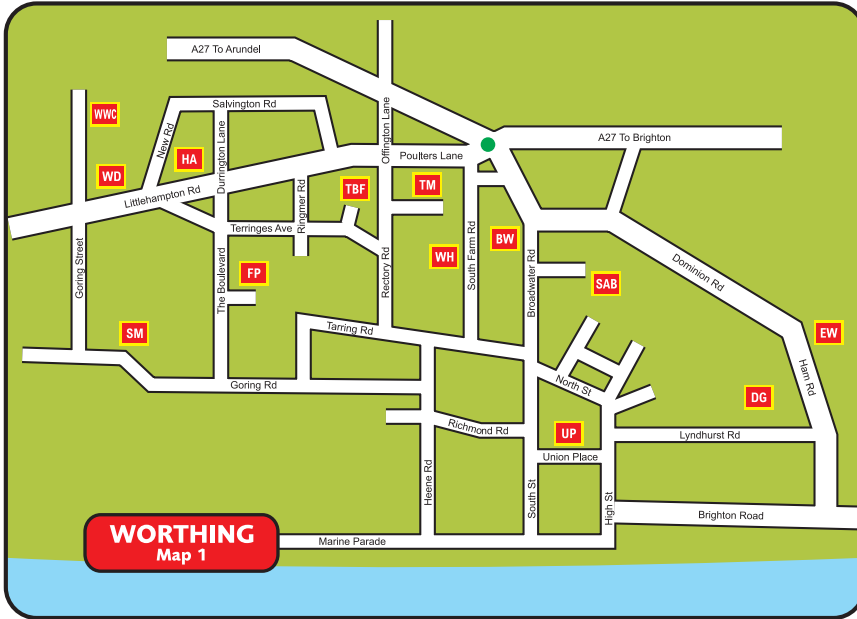 A27 To Arundel
Salvington Rd
WWC
Offington Lane
New Rd
Durrington Lane
A27 To Brighton
HA
Poulters Lane
WD
TBF
TM
Littlehampton Rd
Ringmer Rd
Terringes Ave
BW
WH
South Farm Rd
Goring Street
FP
The Boulevard
Rectory Rd
Broadwater Rd
SAB
Dominion Rd
SM
Tarring Rd
EW
Ham Rd
Goring Rd
North St
DG
Richmond Rd
UP
Lyndhurst Rd
Union Place
Heene Rd
South St
High St
Brighton Road
WORTHING
Map 1
Marine Parade